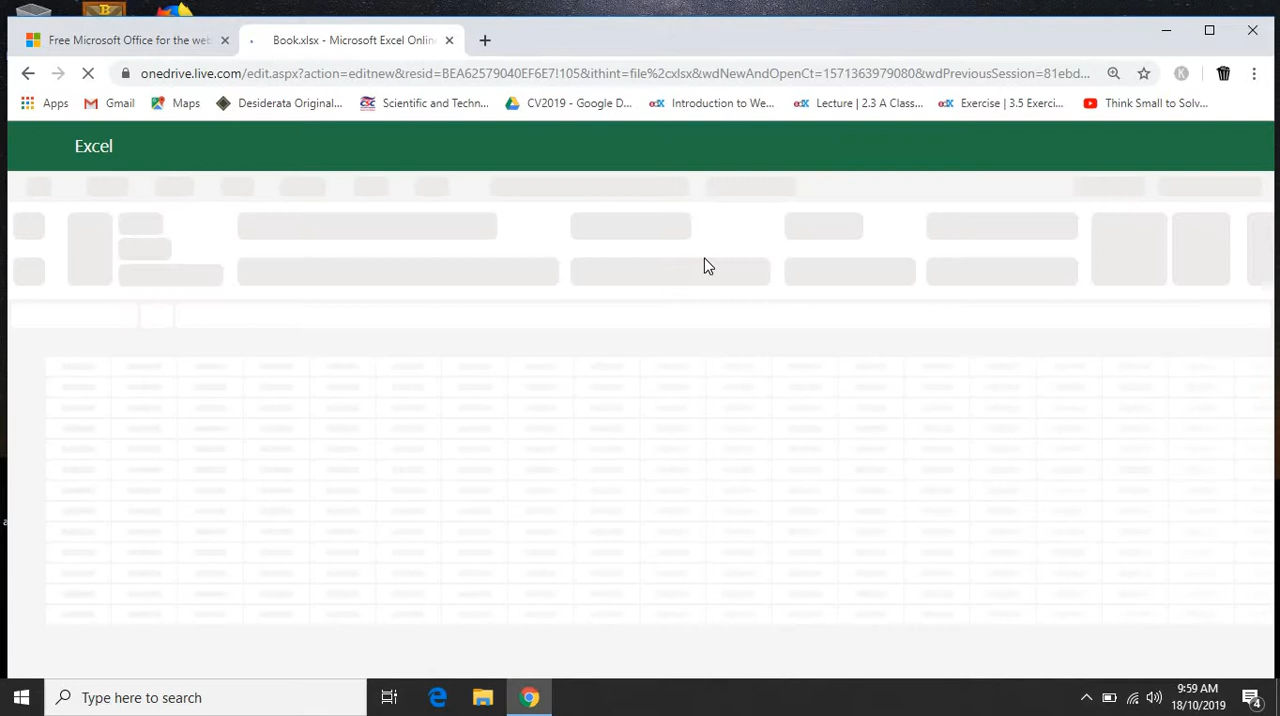 Free Microsoft Office for the web
Book.xlsx - Microsoft Excel Online
onedrive.live.com/edit.aspx?action=editnew&resid=BEA62579040EF6E7!105&ithint=file%2cxlsx&wdNewAndOpenCt=1571363979080&wdPreviousSession=81ebd...
K
Apps Gmail Maps Desiderata Original... Scientific and Techn... CV2019 - Google D... Introduction to We... Lecture | 2.3 A Class... Exercise | 3.5 Exerci... Think Small to Solv...
Excel
Type here to search
9:59 AM
18/10/2019
4